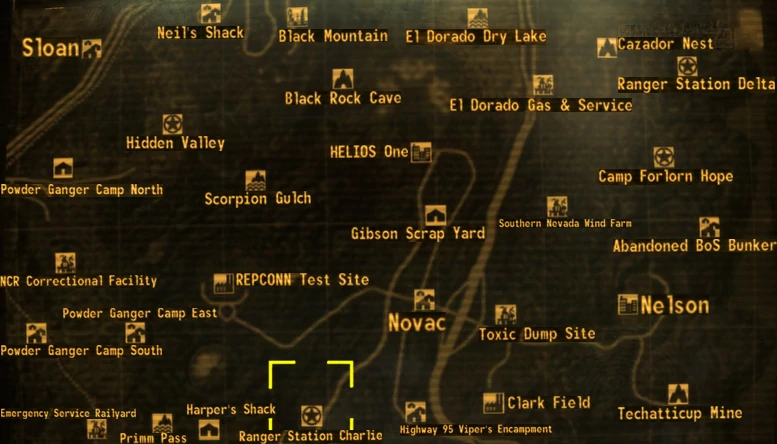 Neil's Shack
Black Mountain
El Dorado Dry Lake
Sloan
Cazador Nest
Ranger Station Delta
Black Rock Cave
El Dorado Gas & Service
Hidden Valley
HELIOS One
Camp Forlorn Hope
Powder Ganger Camp North
Scorpion Gulch
Southern Nevada Wind Farm
Gibson Scrap Yard
Abandoned BoS Bunker
NCR Correctional Facility
REPCONN Test Site
Powder Ganger Camp East
Nelson
Novac
Toxic Dump Site
Powder Ganger Camp South
Clark Field
Emergency Service Railyard
Harper's Shack
Techatticup Mine
Primm Pass
Ranger Station Charlie
Highway 95 Viper's Encampment